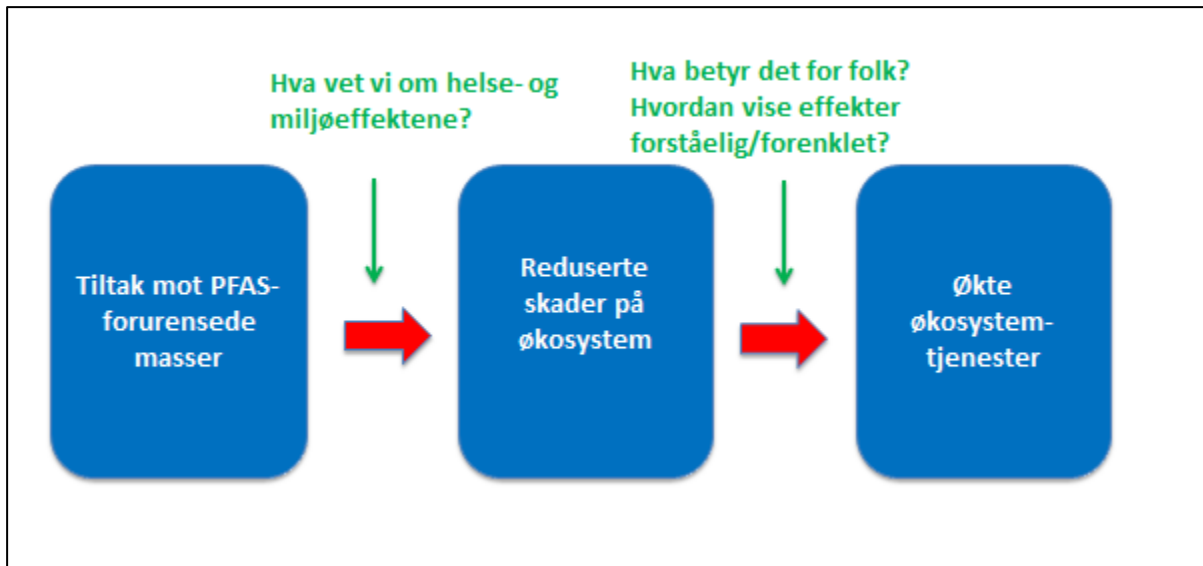 Hva vet vi om helse- og
miljøeffektene?
Hva betyr det for folk?
Hvordan vise effekter
forståelig/forenklet?
Tiltak mot PFAS-
forurensede
masser
Reduserte
skader på
økosystem
Økte
økosystem-
tjenester